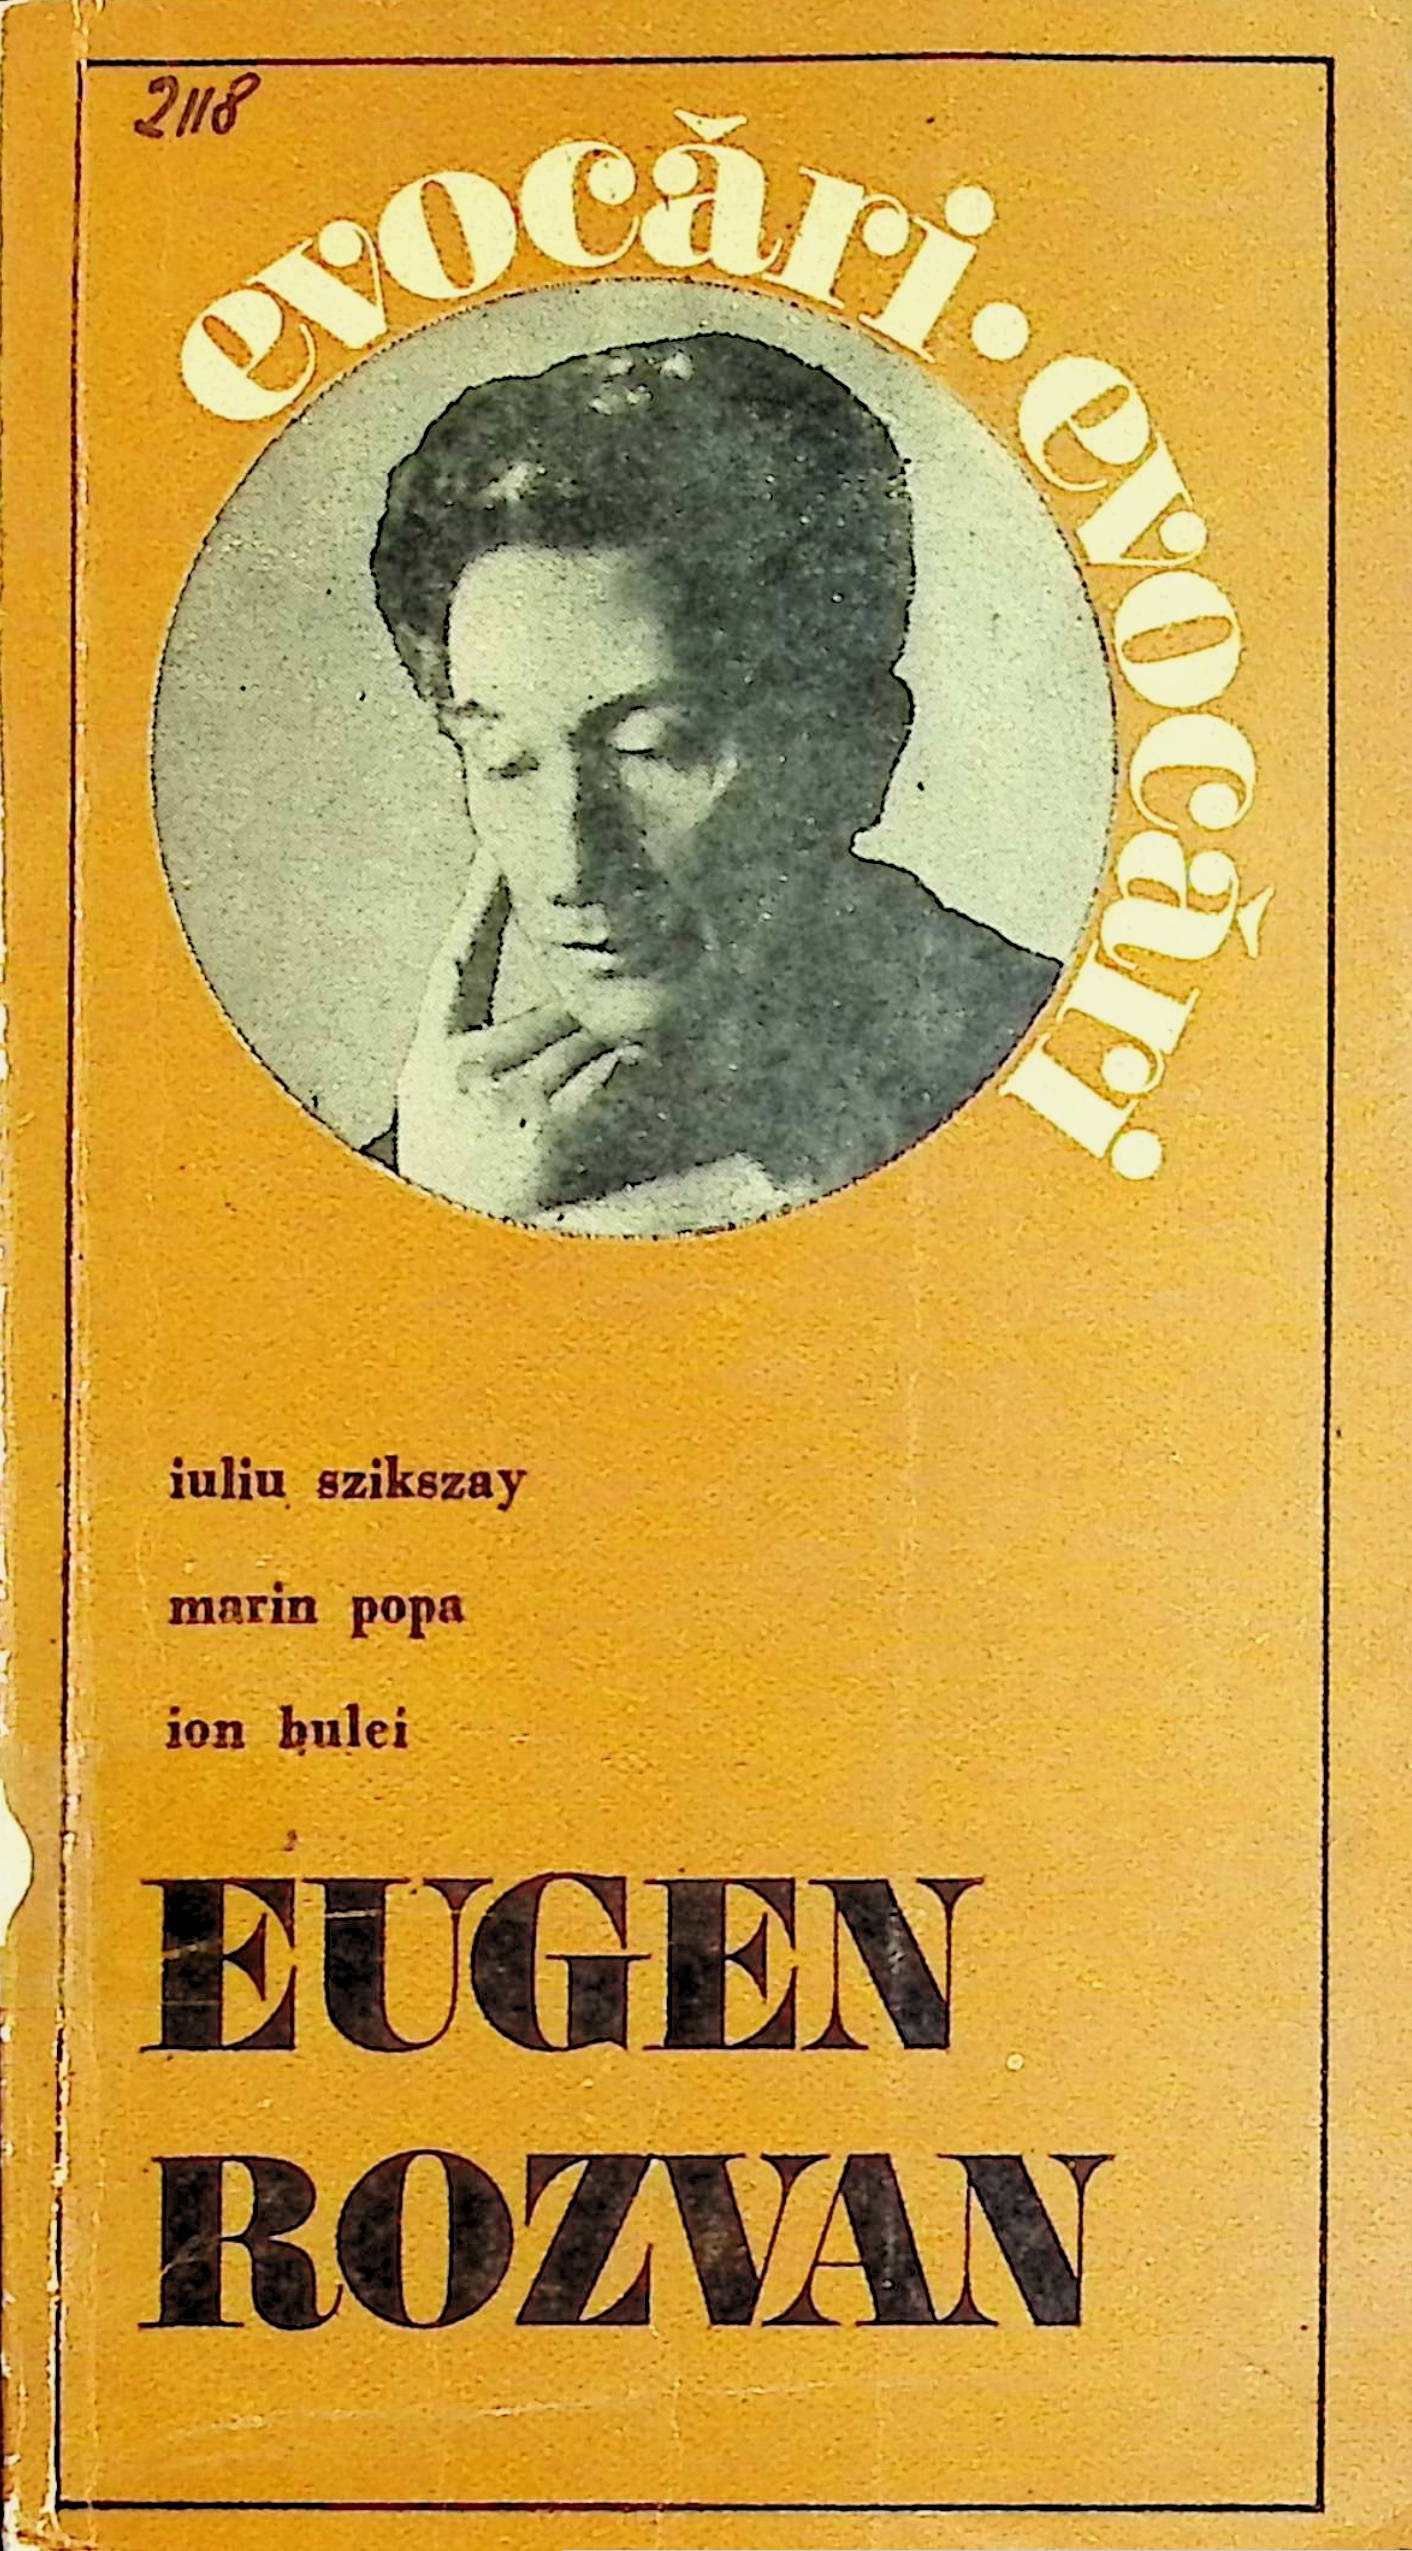 2118
evocări · evocări
iuliu szikszay
marin popa
ion bulei
EUGEN
ROZVAN